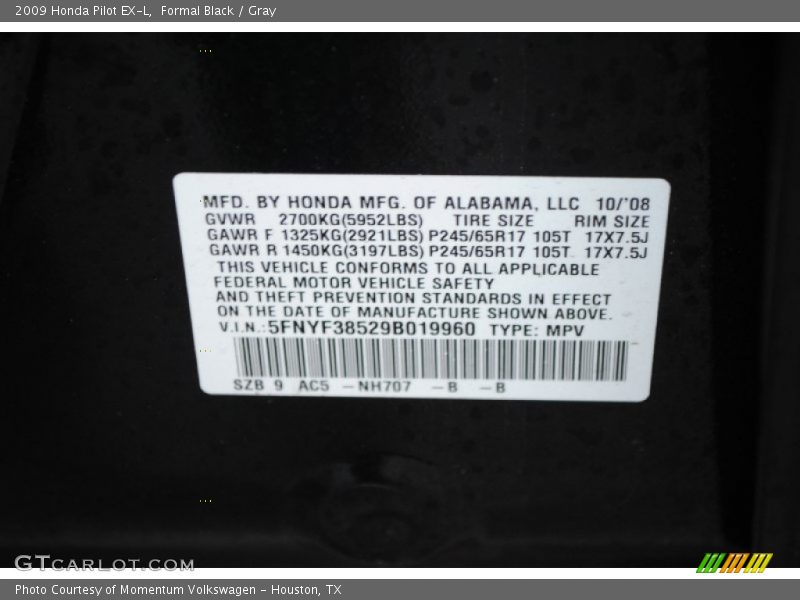 2009 Honda Pilot EX-L, Formal Black / Gray
MFD. BY HONDA MFG. OF ALABAMA, LLC 10/'08
GVWR 2700KG(5952LBS) TIRE SIZE RIM SIZE
GAWR F 1325KG(2921LBS) P245/65R17 105T 17X7.5J
GAWR R 1450KG(3197LBS) P245/65R17 105T 17X7.5J
THIS VEHICLE CONFORMS TO ALL APPLICABLE
FEDERAL MOTOR VEHICLE SAFETY
AND THEFT PREVENTION STANDARDS IN EFFECT
ON THE DATE OF MANUFACTURE SHOWN ABOVE.
V.I.N.:5FNYF38529B019960 TYPE: MPV
SZB 9 AC5 -NH707 -B -B
GTCARLOT.COM
Photo Courtesy of Momentum Volkswagen - Houston, TX